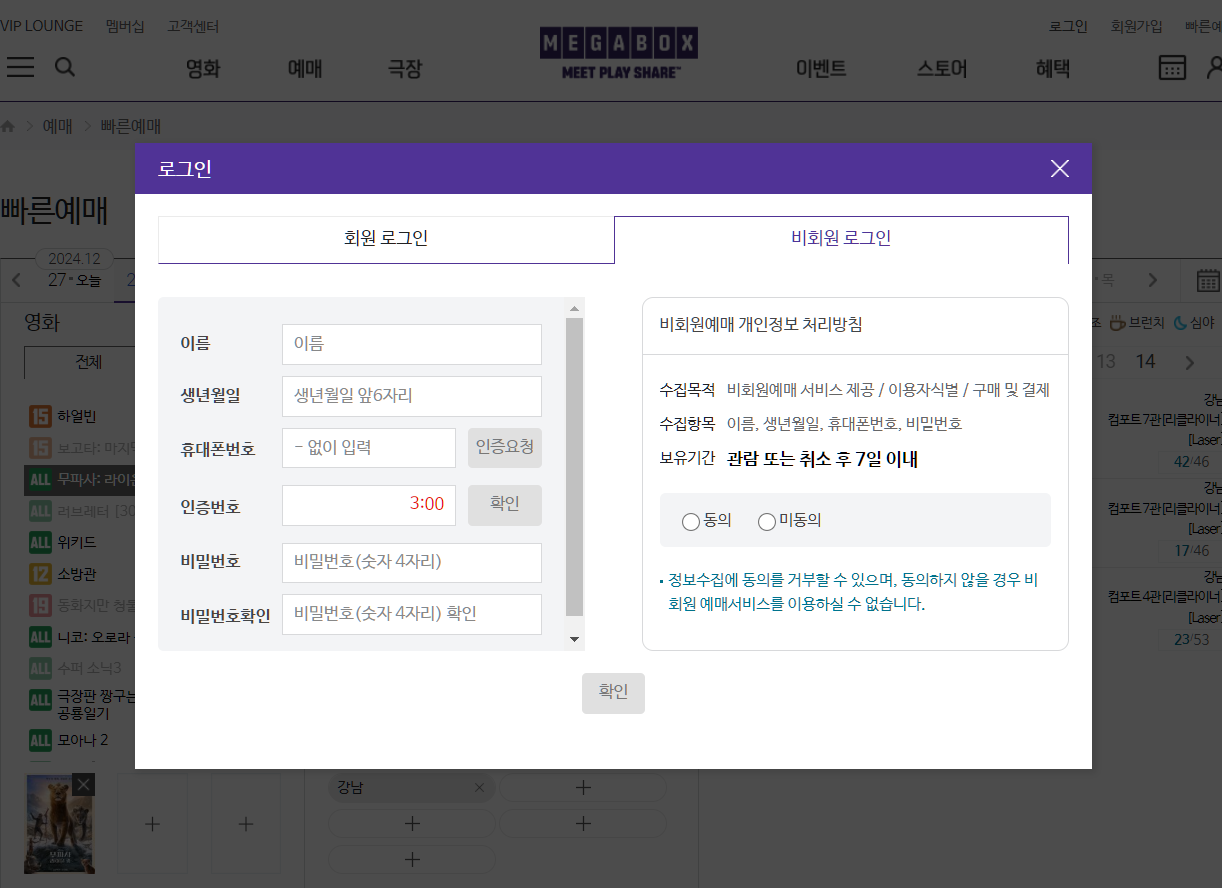 VIP LOUNGE 멤버십 고객센터
로그인 회원가입 빠른예
영화 예매 극장
MEGABOX
MEET PLAY SHARE™
이벤트 스토어 혜택
예매 빠른예매
빠른예매
2024.12
27 · 오늘
2
· 목
영화
전체
조 브런치 심야
13 14
15 하얼빈
15 보고타: 마지
ALL 무파사: 라이온
ALL 러브레터 [30
ALL 위키드
12 소방관
19 동화지만 청불
ALL 니코: 오로라
ALL 수퍼 소닉3
ALL 극장판 짱구는
공룡일기
ALL 모아나 2
로그인
회원 로그인
비회원 로그인
이름 이름
생년월일 생년월일 앞6자리
휴대폰번호 - 없이 입력 인증요청
인증번호 3:00 확인
비밀번호 비밀번호(숫자 4자리)
비밀번호확인 비밀번호(숫자 4자리) 확인
비회원예매 개인정보 처리방침
수집목적 비회원예매 서비스 제공 / 이용자식별 / 구매 및 결제
수집항목 이름, 생년월일, 휴대폰번호, 비밀번호
보유기간 관람 또는 취소 후 7일 이내
동의 미동의
정보수집에 동의를 거부할 수 있으며, 동의하지 않을 경우 비
회원 예매서비스를 이용하실 수 없습니다.
확인
강남
컴포트 7관[리클라이너
[Laser]
42/46
강남
컴포트 7관[리클라이너
[Laser]
17/46
강남
컴포트 4관[리클라이너
[Laser]
23/53
무파사
강남